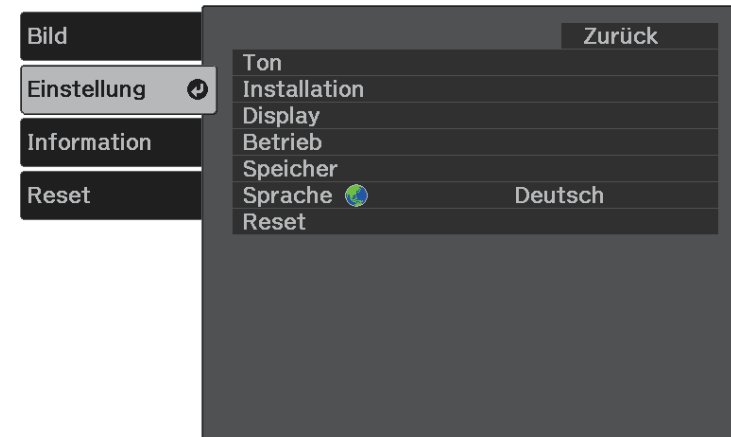 Bild
Einstellung
Information
Reset
Zurück
Ton
Installation
Display
Betrieb
Speicher
Sprache Deutsch
Reset